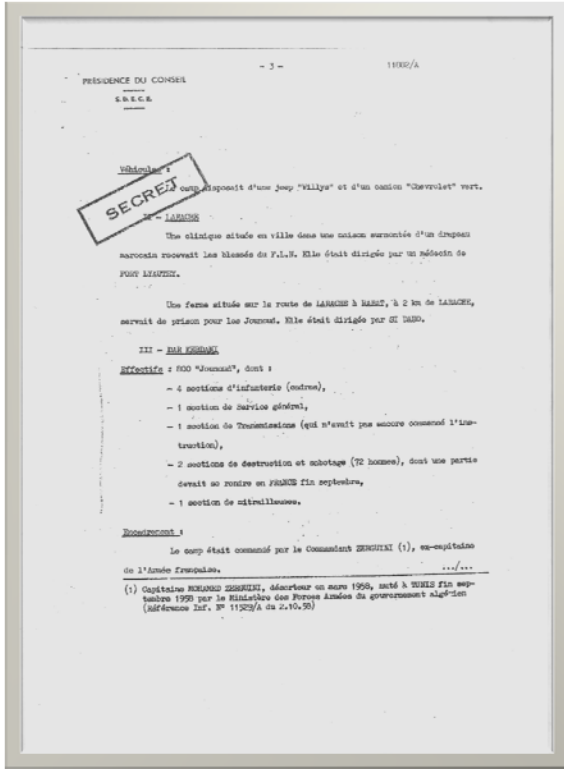 - 3 -
11002/A
PRÉSIDENCE DU CONSEIL
S.D.E.C.E.
Véhicules :
Le camp disposait d'une jeep "Willys" et d'un camion "Chevrolet" vert.
SECRET
II - LARACHE
Une clinique située en ville dans une maison surmontée d'un drapeau
marocain recevait les blessés du F.L.N. Elle était dirigée par un médecin de
PORT LYAUTEY.
Une ferme située sur la route de LARACHE à RABAT, à 2 km de LARACHE,
servait de prison pour les Jounoud. Elle était dirigée par SI
III - DAR KEBDANI
Effectifs : 800 "Jounoud", dont :
- 4 sections d'infanterie (cadres),
- 1 section de Service général,
- 1 section de Transmissions (qui n'avait pas encore commencé l'ins-
truction),
- 2 sections de destruction et sabotage (72 hommes), dont une partie
devait se rendre en FRANCE fin septembre,
- 1 section de mitrailleuses.
Encadrement :
Le camp était commandé par le Commandant ZERGUINI (1), ex-capitaine
de l'Armée française.
.../...
(1) Capitaine MOHAMED ZERGUINI, déserteur en mars 1958, muté à TUNIS fin sep-
tembre 1958 par le Ministère des Forces Armées du gouvernement algérien
(Référence Inf. N° 11529/A du 2.10.58)